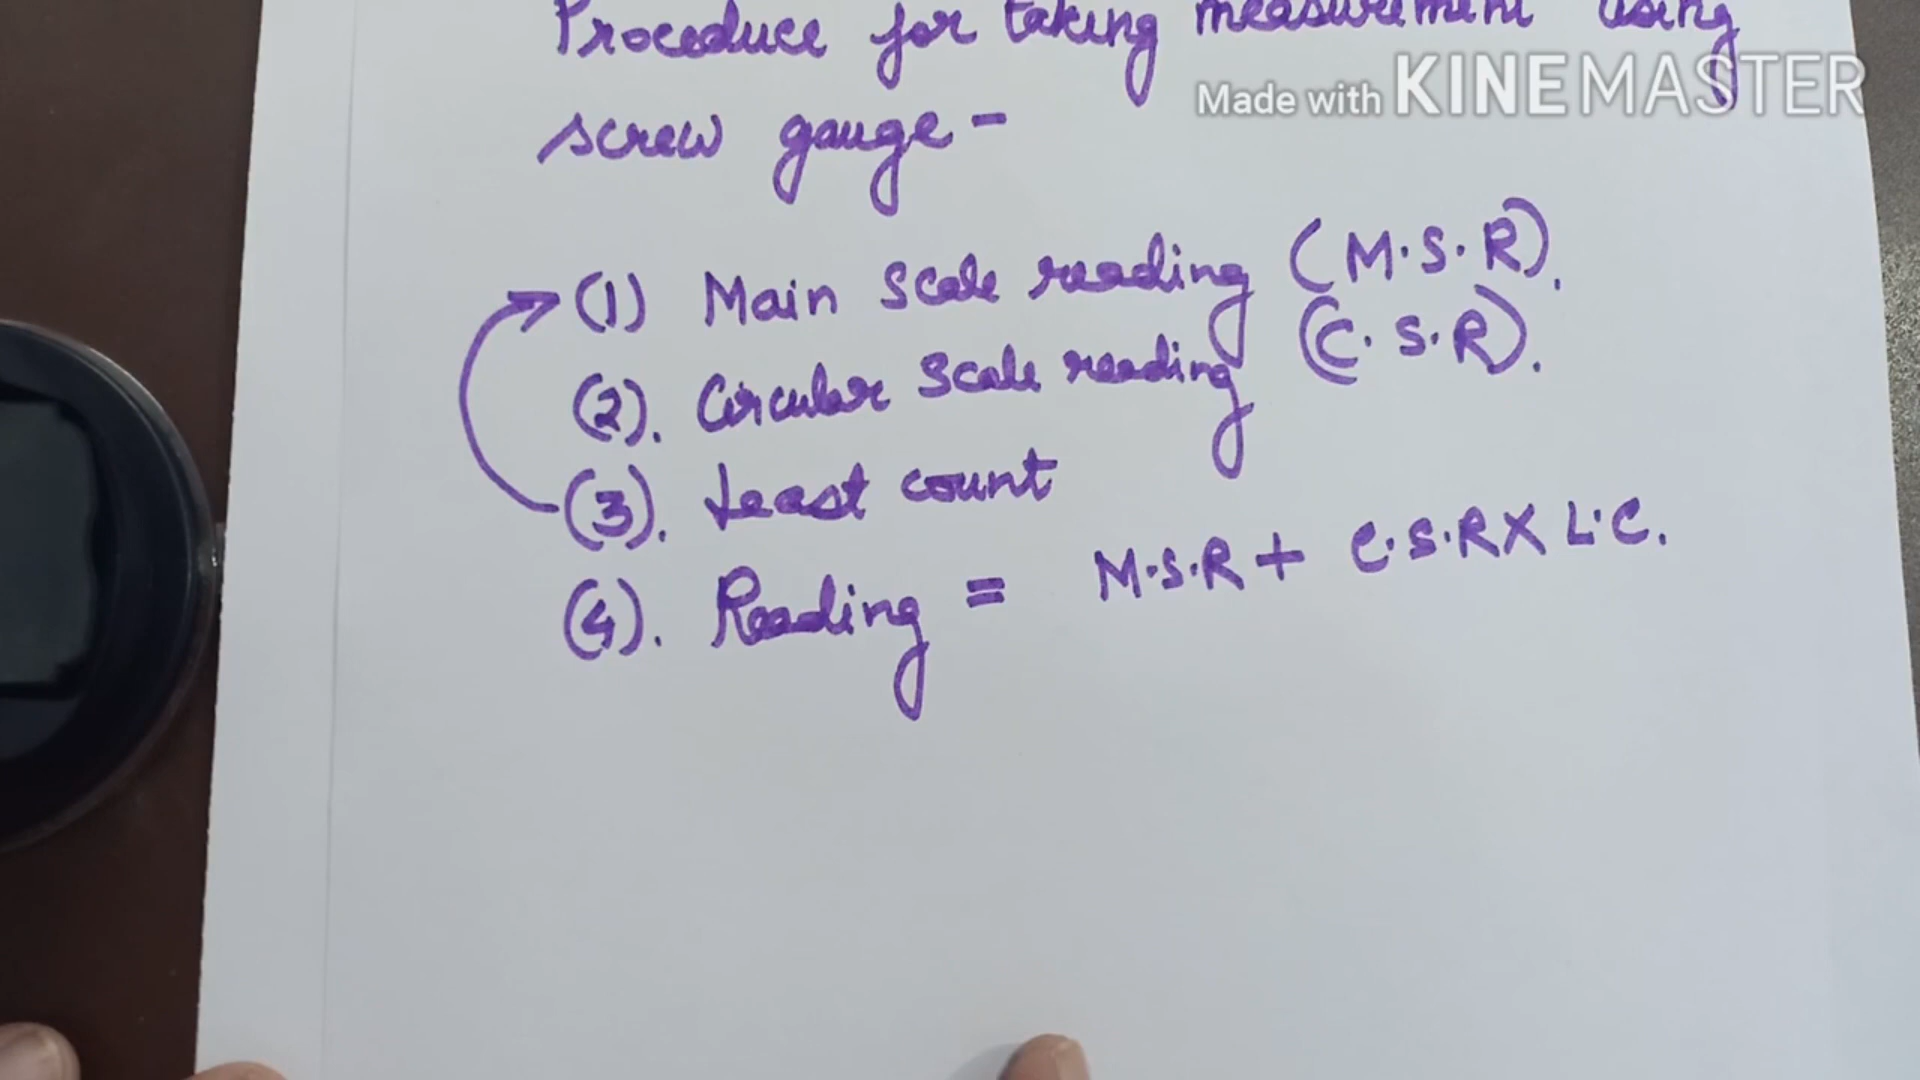 Procedure for taking measurement using
Made with KINEMASTER
screw gauge -
(1) Main scale reading (M.S.R).
(2). Circular scale reading (C.S.R).
(3). Least count
(4). Reading = M.S.R + C.S.R X L.C.